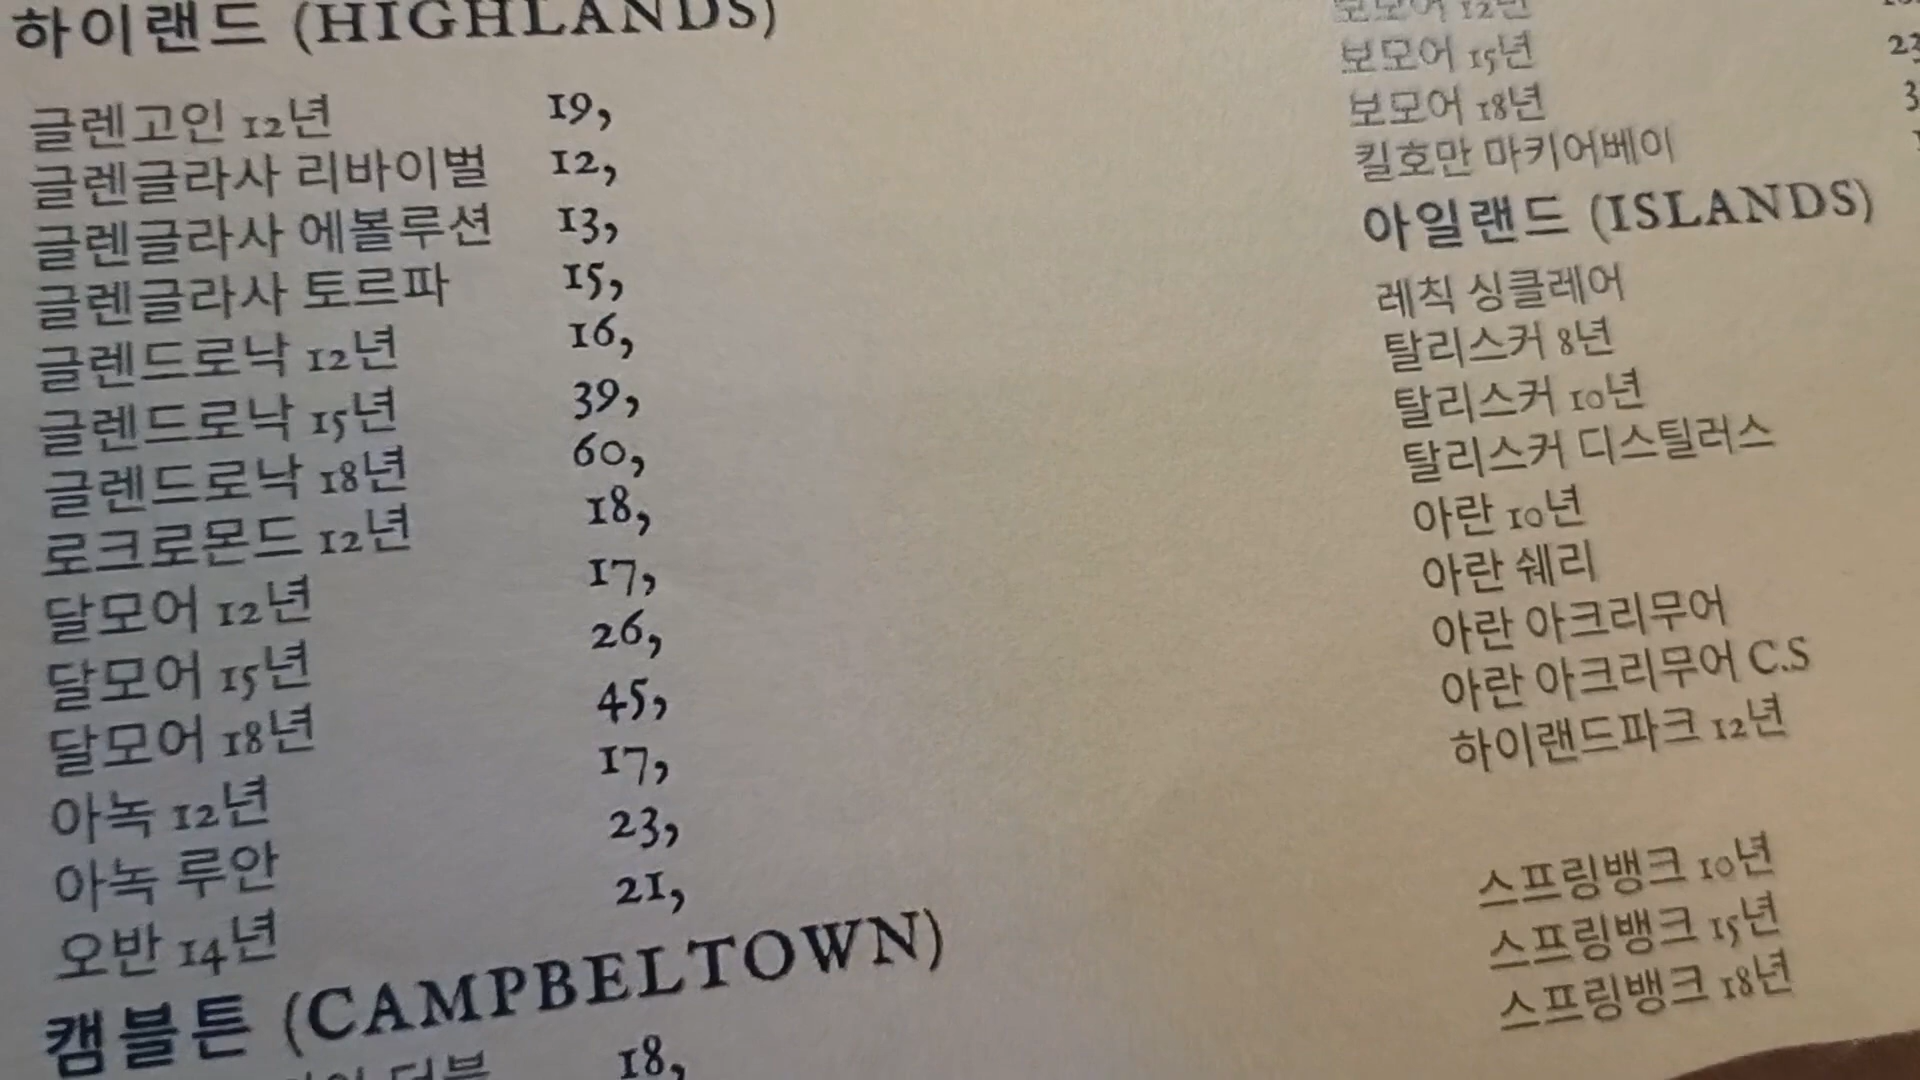 하이랜드 (HIGHLANDS)
글렌고인 12년 19,
글렌글라사 리바이벌 12,
글렌글라사 에볼루션 13,
글렌글라사 토르파 15,
글렌드로낙 12년 16,
글렌드로낙 15년 39,
글렌드로낙 18년 60,
로크로몬드 12년 18,
달모어 12년 17,
달모어 15년 26,
달모어 18년 45,
아녹 12년 17,
아녹 루안 23,
오반 14년 21,
캠블튼 (CAMPBELTOWN)
더블 18,
보모어 12년
보모어 15년 23
보모어 18년 3
킬호만 마키어베이
아일랜드 (ISLANDS)
레칙 싱클레어
탈리스커 8년
탈리스커 10년
탈리스커 디스틸러스
아란 10년
아란 쉐리
아란 아크리무어
아란 아크리무어 C.S
하이랜드파크 12년
스프링뱅크 10년
스프링뱅크 15년
스프링뱅크 18년